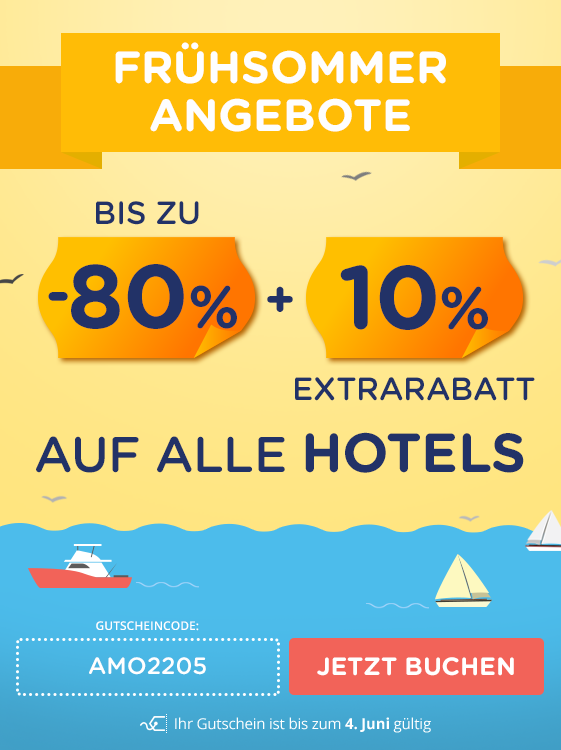 FRÜHSOMMER
ANGEBOTE
BIS ZU
-80% + 10%
EXTRARABATT
AUF ALLE HOTELS
GUTSCHEINCODE:
AMO2205
JETZT BUCHEN
Ihr Gutschein ist bis zum 4. Juni gültig